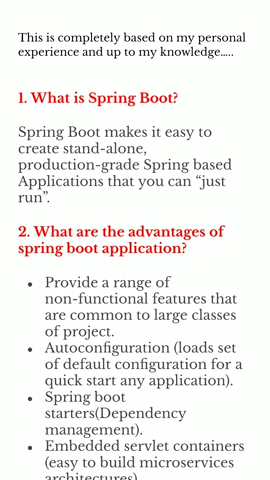 This is completely based on my personal
experience and up to my knowledge.....
1. What is Spring Boot?
Spring Boot makes it easy to
create stand-alone,
production-grade Spring based
Applications that you can “just
run”.
2. What are the advantages of
spring boot application?
● Provide a range of
non-functional features that
are common to large classes
of project.
● Autoconfiguration (loads set
of default configuration for a
quick start any application).
● Spring boot
starters(Dependency
management).
● Embedded servlet containers
(easy to build microservices
architectures)